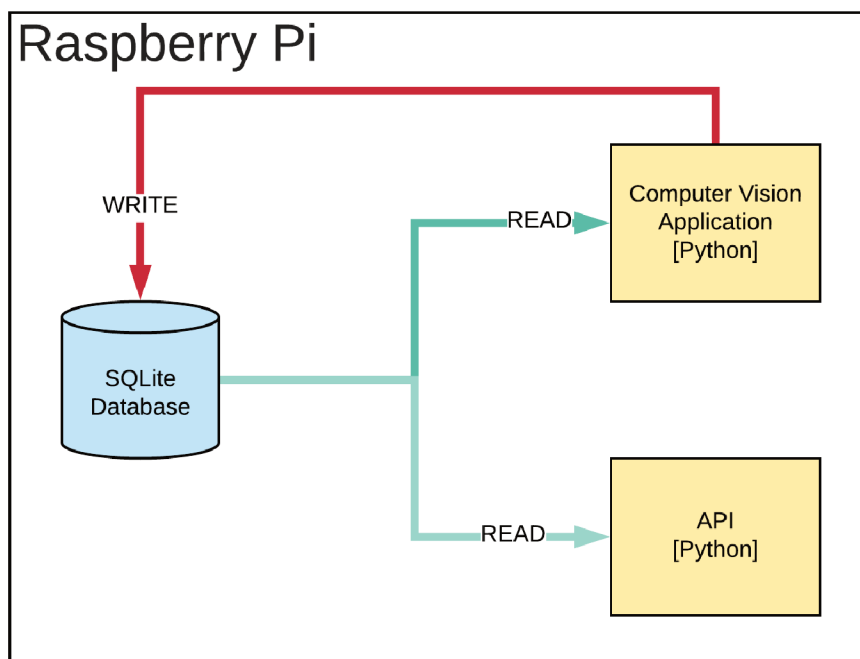 Raspberry Pi
WRITE
READ
Computer Vision
Application
[Python]
SQLite
Database
READ
API
[Python]